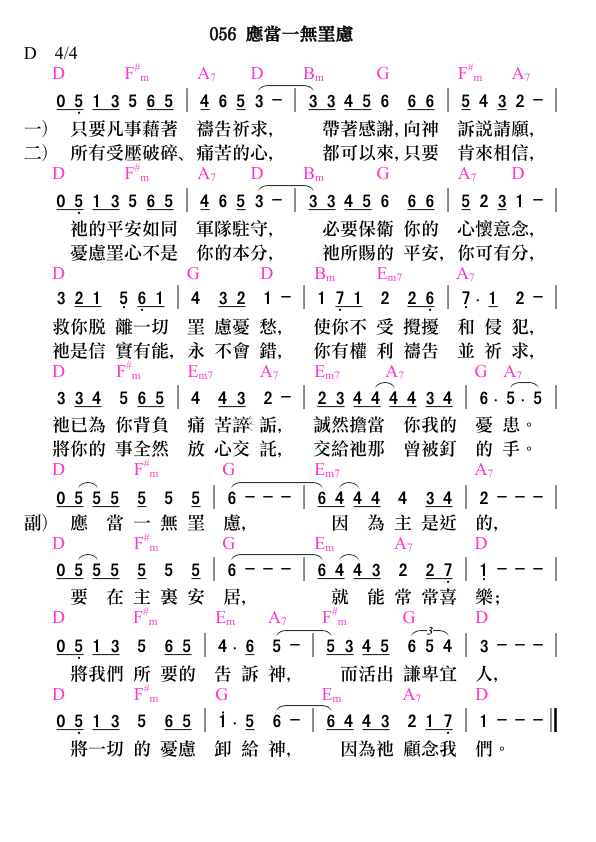 056 應當一無罣慮
D 4/4
D F#m A7 D Bm G F#m A7
0 5 1 3 5 6 5 | 4 6 5 3 - | 3 3 4 5 6 6 6 | 5 4 3 2 - |
一） 只要凡事藉著 禱告祈求， 帶著感謝，向神 訴説請願，
二） 所有受壓破碎、痛苦的心， 都可以來，只要 肯來相信，
D F#m A7 D Bm G A7 D
0 5 1 3 5 6 5 | 4 6 5 3 - | 3 3 4 5 6 6 6 | 5 2 3 1 - |
祂的平安如同 軍隊駐守， 必要保衛 你的 心懷意念，
憂慮罣心不是 你的本分， 祂所賜的 平安，你可有分，
D G D Bm Em7 A7
3 2 1 5 6 1 | 4 3 2 1 - | 1 7 1 2 2 6 | 7 · 1 2 - |
救你脱 離一切 罣 慮憂 愁， 使你不 受 攪擾 和 侵 犯，
祂是信 實有能，永 不會 錯， 你有權 利 禱告 並 祈 求，
D F#m Em7 A7 Em7 A7 G A7
3 3 4 5 6 5 | 4 4 3 2 - | 2 3 4 4 4 4 3 4 | 6 · 5 · 5 |
祂已為 你背負 痛 苦誶 詬， 誠然擔當 你我的 憂 患。
將你的 事全然 放 心交 託， 交給祂那 曾被釘 的 手。
D F#m G Em7 A7
0 5 5 5 5 5 5 | 6 - - - | 6 4 4 4 4 3 4 | 2 - - - |
副） 應 當 一 無 罣 慮， 因 為 主 是近 的，
D F#m G Em A7 D
0 5 5 5 5 5 5 | 6 - - - | 6 4 4 3 2 2 7 | 1 - - - |
要 在 主 裏 安 居， 就 能 常 常喜 樂；
D F#m Em A7 F#m G D
0 5 1 3 5 6 5 | 4 · 6 5 - | 5 3 4 5 6 5 4 | 3 - - - |
3
將我們 所 要的 告 訴 神， 而活出 謙卑宜 人，
D F#m G Em A7 D
0 5 1 3 5 6 5 | 1 · 5 6 - | 6 4 4 3 2 1 7 | 1 - - - ||
將一切 的 憂慮 卸 給 神， 因為祂 顧念我 們。